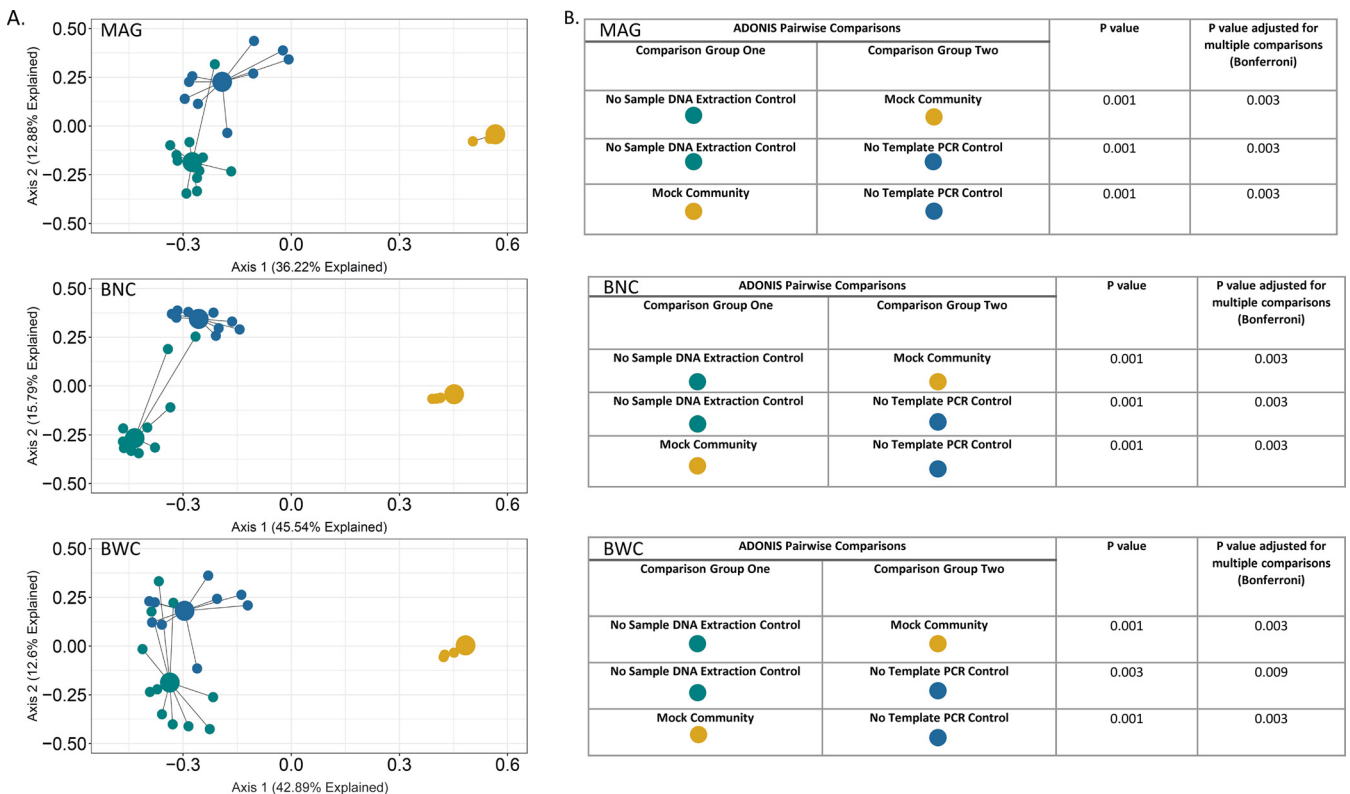 A.
MAG
0.50
0.25
0.00
−0.25
−0.50
Axis 2 (12.88% Explained)
−0.3
0.0
0.3
0.6
Axis 1 (36.22% Explained)
BNC
0.50
0.25
0.00
−0.25
−0.50
Axis 2 (15.79% Explained)
−0.3
0.0
0.3
0.6
Axis 1 (45.54% Explained)
BWC
0.50
0.25
0.00
−0.25
−0.50
Axis 2 (12.6% Explained)
−0.3
0.0
0.3
0.6
Axis 1 (42.89% Explained)
B.
MAG
ADONIS Pairwise Comparisons
P value
P value adjusted for
multiple comparisons
(Bonferroni)
Comparison Group One
Comparison Group Two
No Sample DNA Extraction Control
Mock Community
0.001
0.003
No Sample DNA Extraction Control
No Template PCR Control
0.001
0.003
Mock Community
No Template PCR Control
0.001
0.003
BNC
ADONIS Pairwise Comparisons
P value
P value adjusted for
multiple comparisons
(Bonferroni)
Comparison Group One
Comparison Group Two
No Sample DNA Extraction Control
Mock Community
0.001
0.003
No Sample DNA Extraction Control
No Template PCR Control
0.001
0.003
Mock Community
No Template PCR Control
0.001
0.003
BWC
ADONIS Pairwise Comparisons
P value
P value adjusted for
multiple comparisons
(Bonferroni)
Comparison Group One
Comparison Group Two
No Sample DNA Extraction Control
Mock Community
0.001
0.003
No Sample DNA Extraction Control
No Template PCR Control
0.003
0.009
Mock Community
No Template PCR Control
0.001
0.003